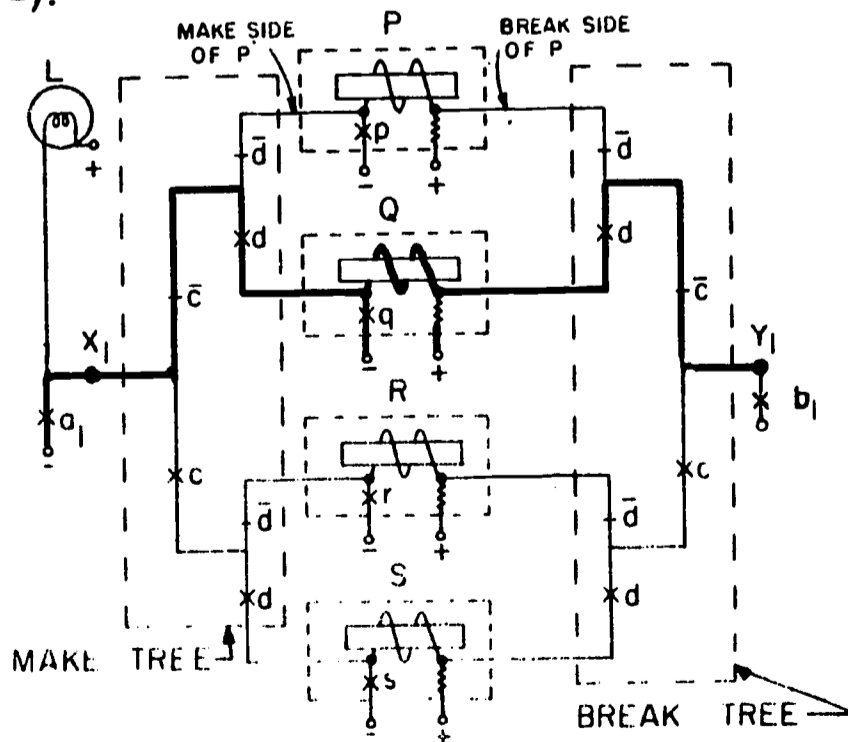 P
MAKE SIDE
OF P
BREAK SIDE
OF P
L
+
d̄
p
-
+
d̄
Q
d
d
c̄
q
-
+
c̄
X1
Y1
a1
-
b1
R
c
c
d̄
r
-
+
d̄
S
d
d
MAKE TREE
s
-
+
BREAK TREE